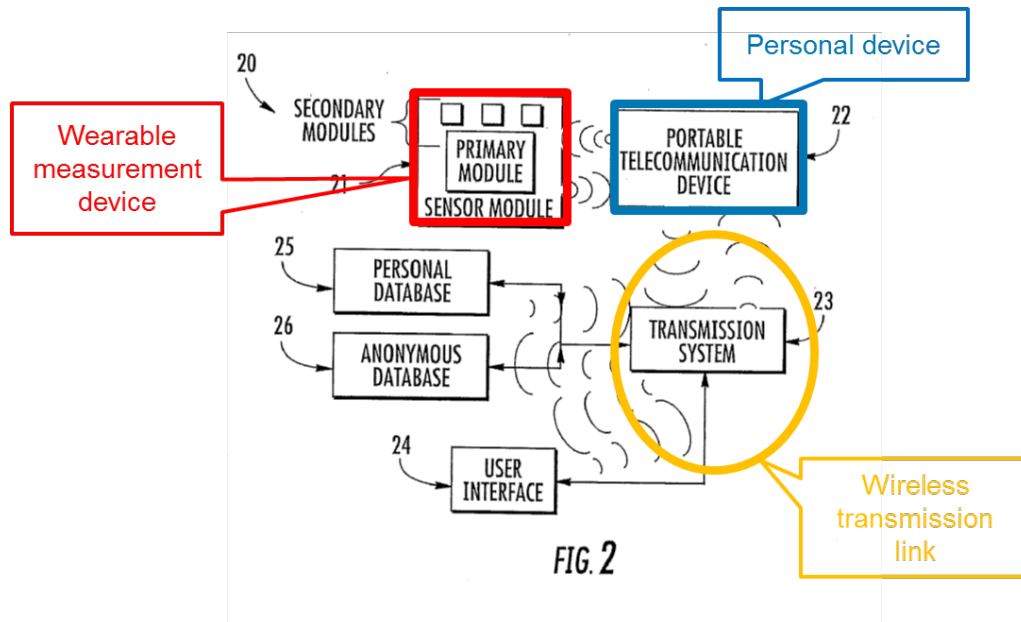 Personal device
20
SECONDARY
MODULES
Wearable
measurement
device
21
PRIMARY
MODULE
SENSOR MODULE
PORTABLE
TELECOMMUNICATION
DEVICE
22
25
PERSONAL
DATABASE
26
ANONYMOUS
DATABASE
TRANSMISSION
SYSTEM
23
24
USER
INTERFACE
Wireless
transmission
link
FIG. 2